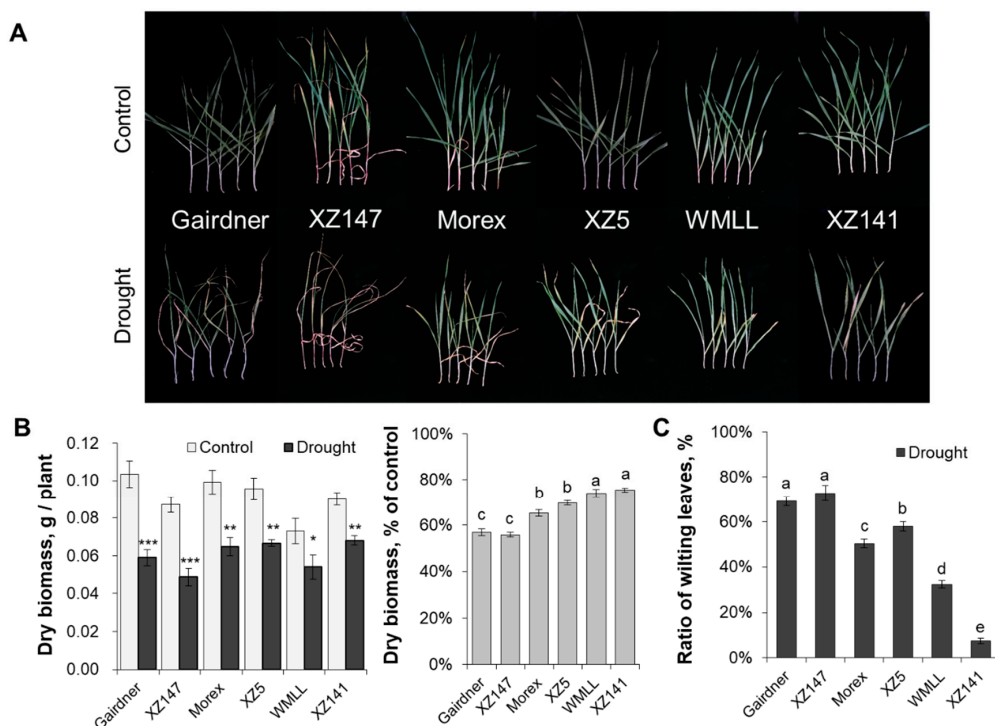 A
Control
Gairdner XZ147 Morex XZ5 WMLL XZ141
Drought
B
Dry biomass, g / plant
Control Drought
0.12
0.10
0.08
0.06
0.04
0.02
0.00
***
***
**
**
*
**
Gairdner
XZ147
Morex
XZ5
WMLL
XZ141
Dry biomass, % of control
100%
80%
60%
40%
20%
0%
c c b b a a
Gairdner
XZ147
Morex
XZ5
WMLL
XZ141
C
Ratio of wilting leaves, %
Drought
100%
80%
60%
40%
20%
0%
a a c b d e
Gairdner
XZ147
Morex
XZ5
WMLL
XZ141